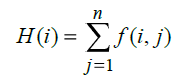 H(i) = ∑_{j=1}^{n} f(i, j)